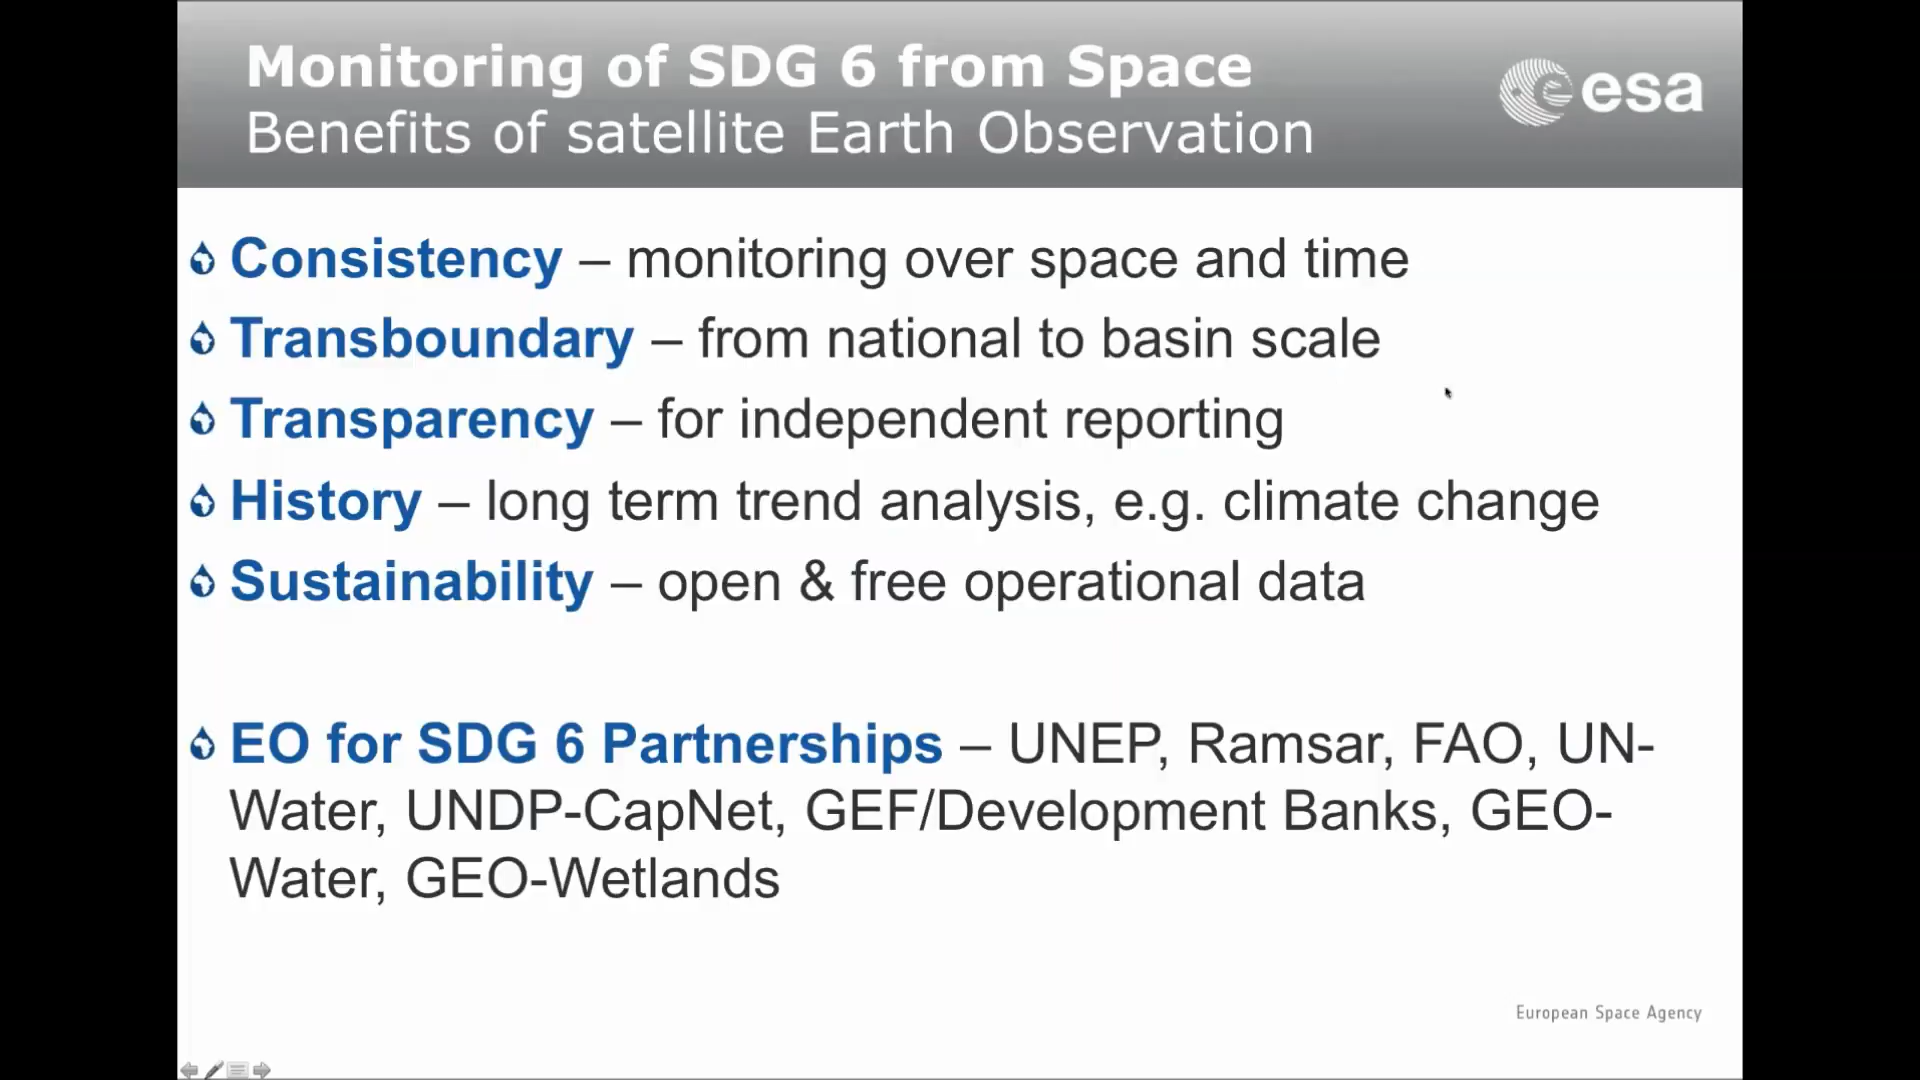 Monitoring of SDG 6 from Space
Benefits of satellite Earth Observation
esa
Consistency – monitoring over space and time
Transboundary – from national to basin scale
Transparency – for independent reporting
History – long term trend analysis, e.g. climate change
Sustainability – open & free operational data
EO for SDG 6 Partnerships – UNEP, Ramsar, FAO, UN-
Water, UNDP-CapNet, GEF/Development Banks, GEO-
Water, GEO-Wetlands
European Space Agency